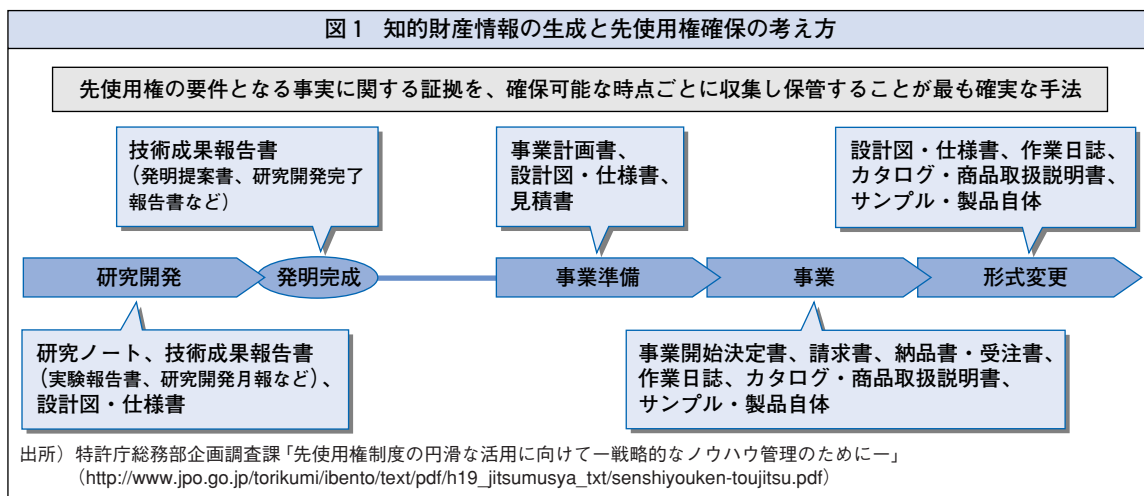 図1 知的財産情報の生成と先使用権確保の考え方
先使用権の要件となる事実に関する証拠を、確保可能な時点ごとに収集し保管することが最も確実な手法
技術成果報告書
（発明提案書、研究開発完了
報告書など）
事業計画書、
設計図・仕様書、
見積書
設計図・仕様書、作業日誌、
カタログ・商品取扱説明書、
サンプル・製品自体
研究開発
発明完成
事業準備
事業
形式変更
研究ノート、技術成果報告書
（実験報告書、研究開発月報など）、
設計図・仕様書
事業開始決定書、請求書、納品書・受注書、
作業日誌、カタログ・商品取扱説明書、
サンプル・製品自体
出所）特許庁総務部企画調査課「先使用権制度の円滑な活用に向けて―戦略的なノウハウ管理のために―」
（http://www.jpo.go.jp/torikumi/ibento/text/pdf/h19_jitsumusya_txt/senshiyouken-toujitsu.pdf）